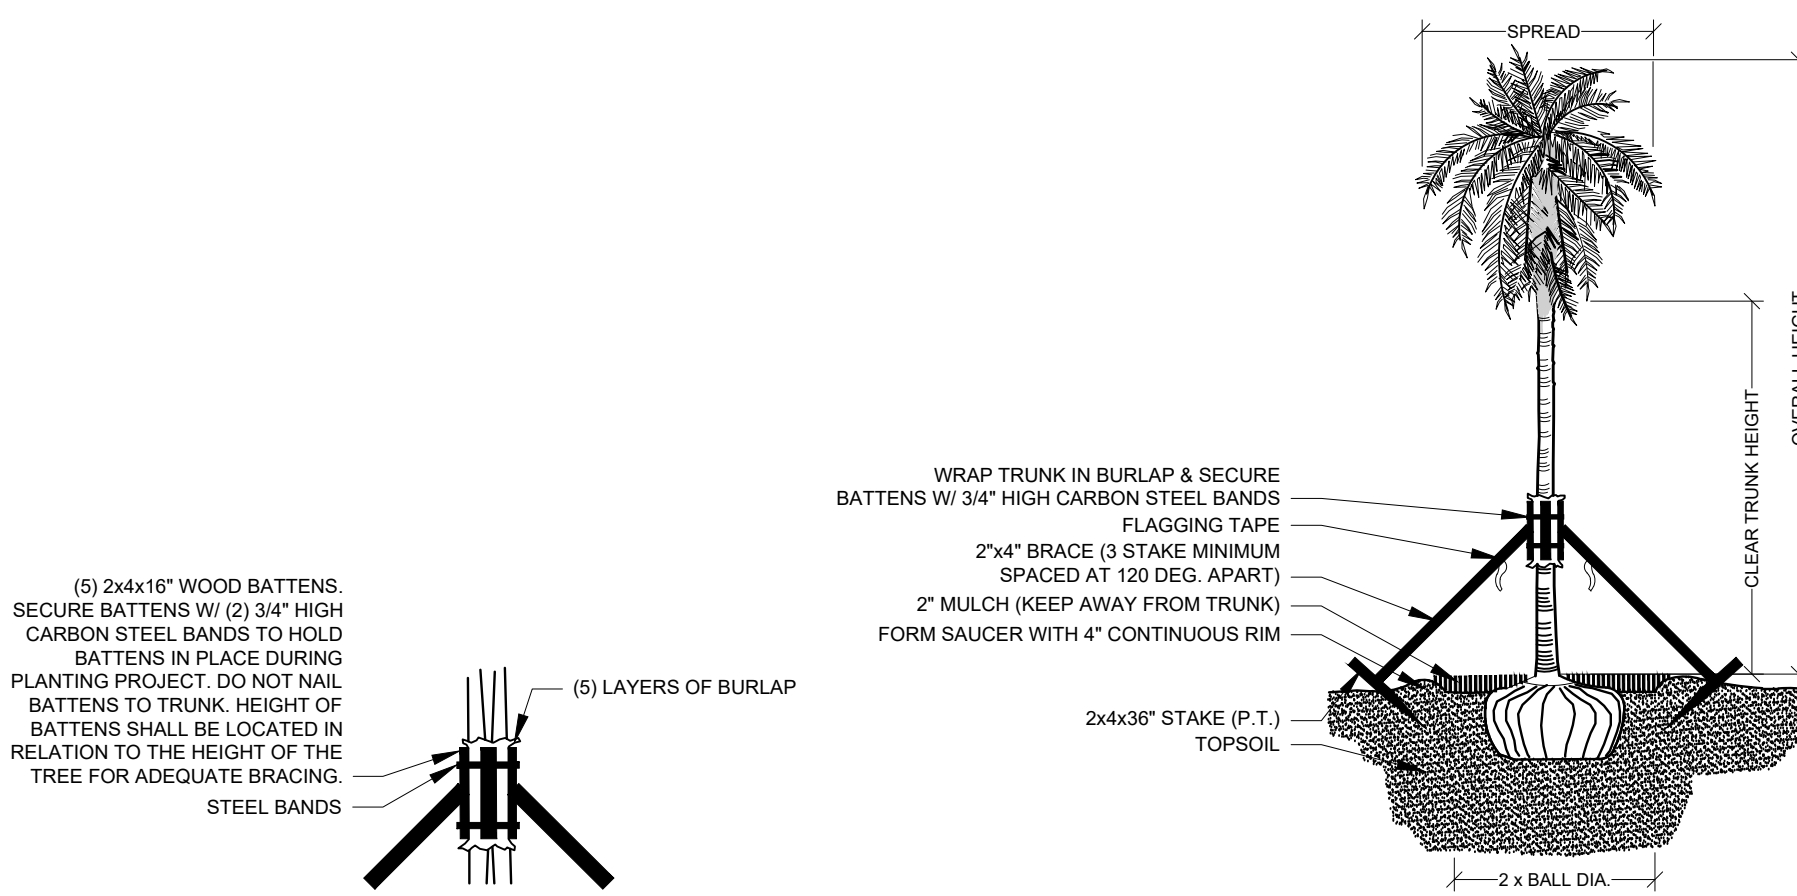 (5) 2x4x16" WOOD BATTENS.
SECURE BATTENS W/ (2) 3/4" HIGH
CARBON STEEL BANDS TO HOLD
BATTENS IN PLACE DURING
PLANTING PROJECT. DO NOT NAIL
BATTENS TO TRUNK. HEIGHT OF
BATTENS SHALL BE LOCATED IN
RELATION TO THE HEIGHT OF THE
TREE FOR ADEQUATE BRACING.
STEEL BANDS
(5) LAYERS OF BURLAP
SPREAD
WRAP TRUNK IN BURLAP & SECURE
BATTENS W/ 3/4" HIGH CARBON STEEL BANDS
FLAGGING TAPE
2"x4" BRACE (3 STAKE MINIMUM
SPACED AT 120 DEG. APART)
2" MULCH (KEEP AWAY FROM TRUNK)
FORM SAUCER WITH 4" CONTINUOUS RIM
2x4x36" STAKE (P.T.)
TOPSOIL
CLEAR TRUNK HEIGHT
OVERALL HEIGHT
2 x BALL DIA.